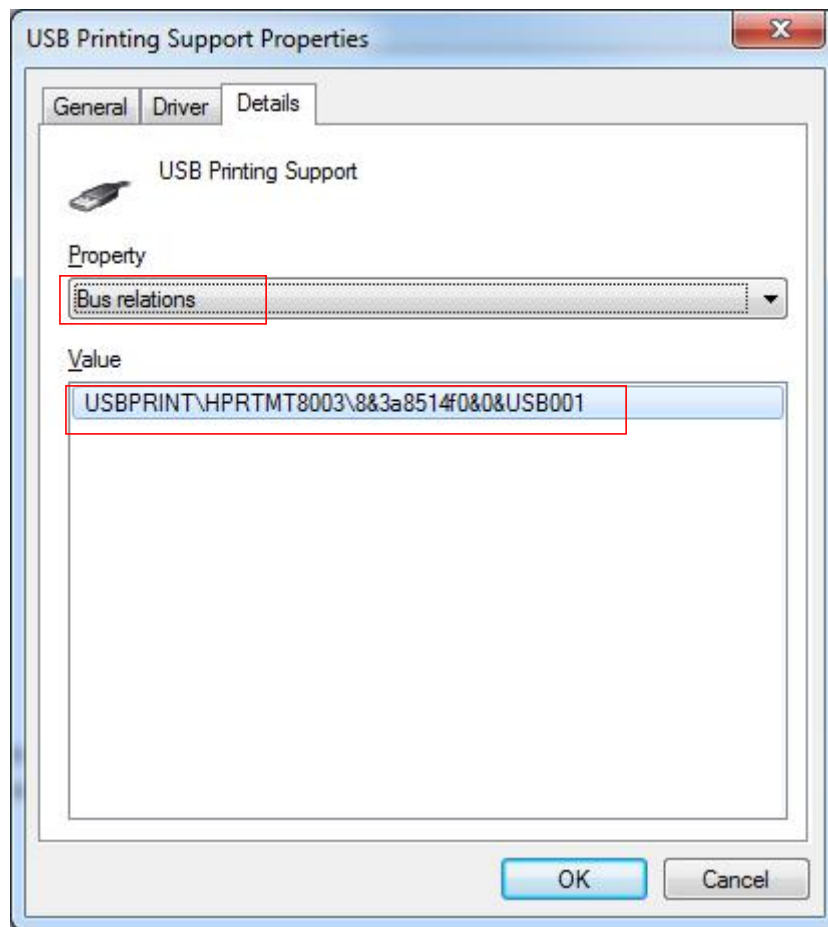 USB Printing Support Properties
General Driver Details
USB Printing Support
Property
Bus relations
Value
USBPRINT\HPRTMT8003\8&3a8514f0&0&USB001
OK Cancel